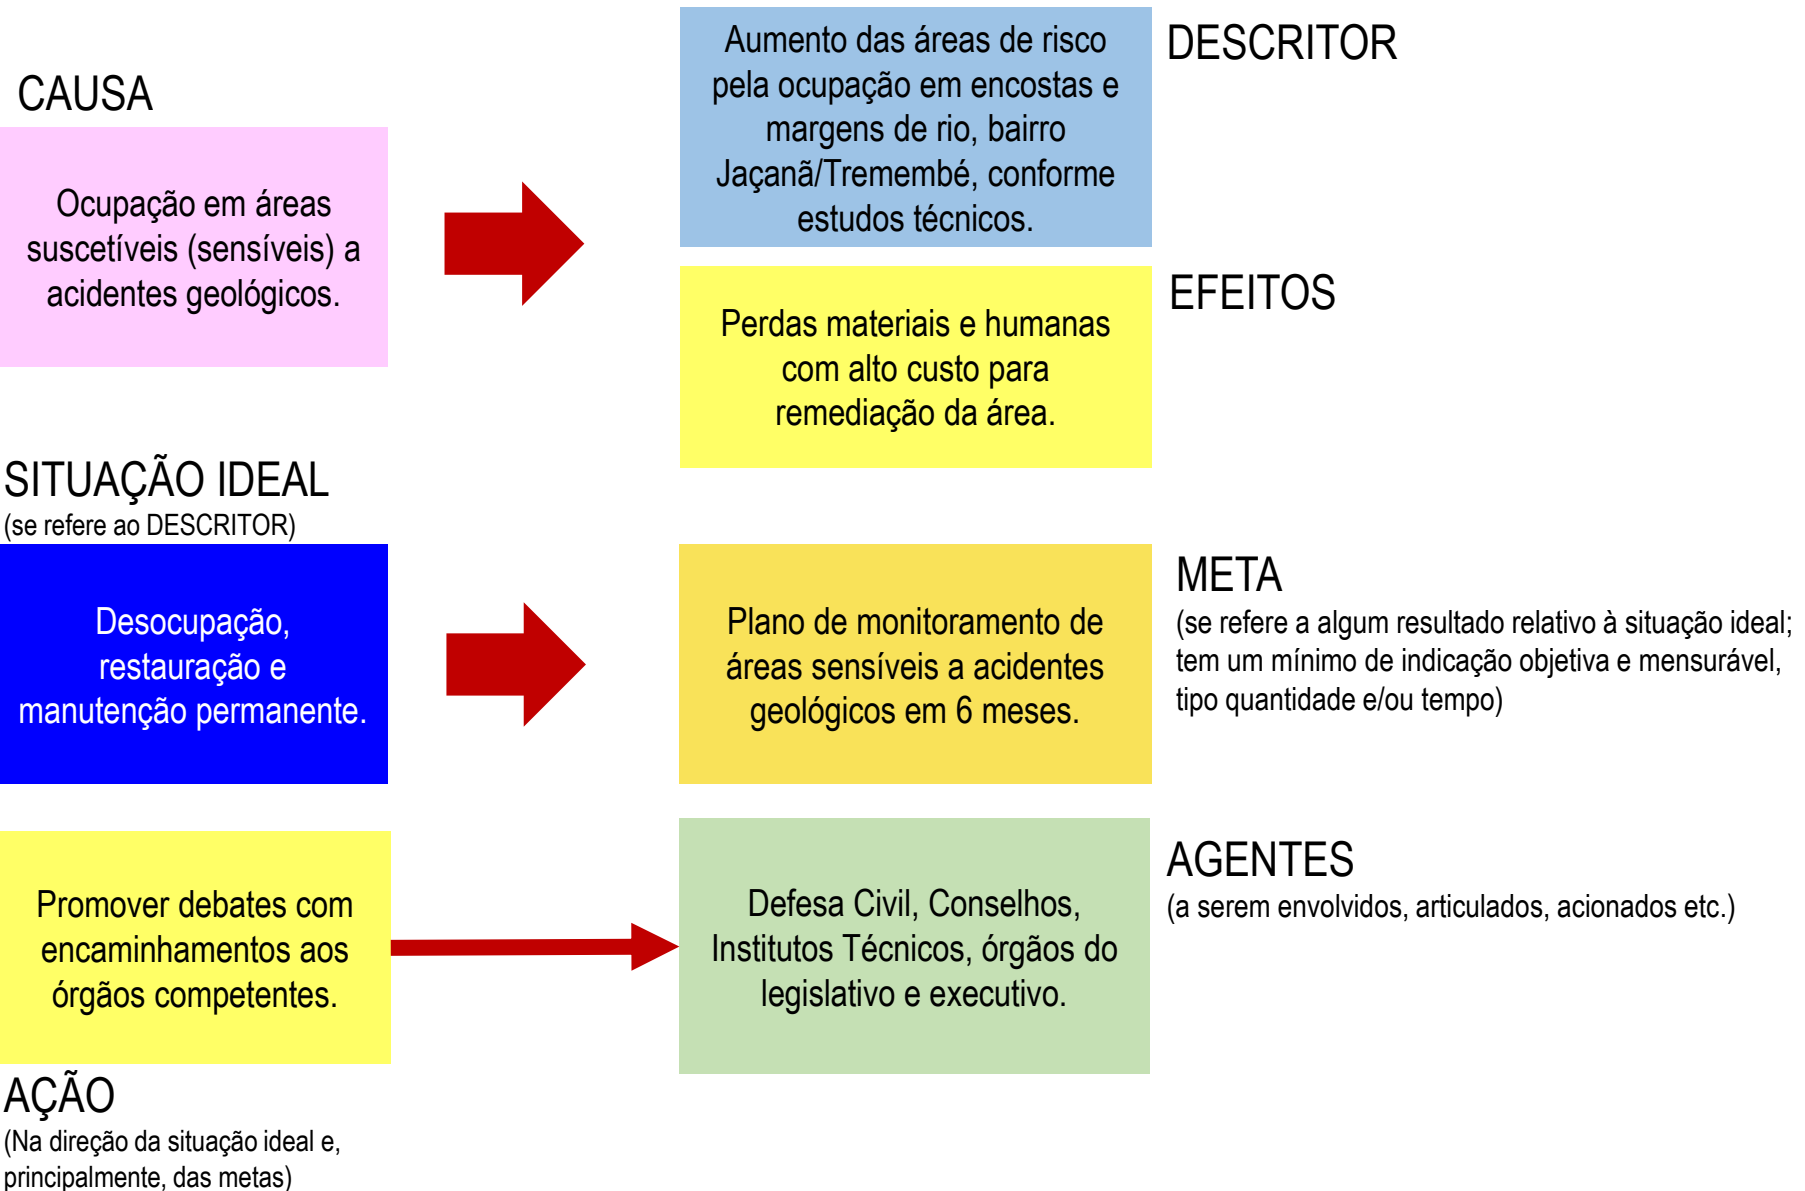 CAUSA
Ocupação em áreas
suscetíveis (sensíveis) a
acidentes geológicos.
Aumento das áreas de risco
pela ocupação em encostas e
margens de rio, bairro
Jaçanã/Tremembé, conforme
estudos técnicos.
DESCRITOR
Perdas materiais e humanas
com alto custo para
remediação da área.
EFEITOS
SITUAÇÃO IDEAL
(se refere ao DESCRITOR)
Desocupação,
restauração e
manutenção permanente.
Plano de monitoramento de
áreas sensíveis a acidentes
geológicos em 6 meses.
META
(se refere a algum resultado relativo à situação ideal;
tem um mínimo de indicação objetiva e mensurável,
tipo quantidade e/ou tempo)
Promover debates com
encaminhamentos aos
órgãos competentes.
AÇÃO
(Na direção da situação ideal e,
principalmente, das metas)
Defesa Civil, Conselhos,
Institutos Técnicos, órgãos do
legislativo e executivo.
AGENTES
(a serem envolvidos, articulados, acionados etc.)